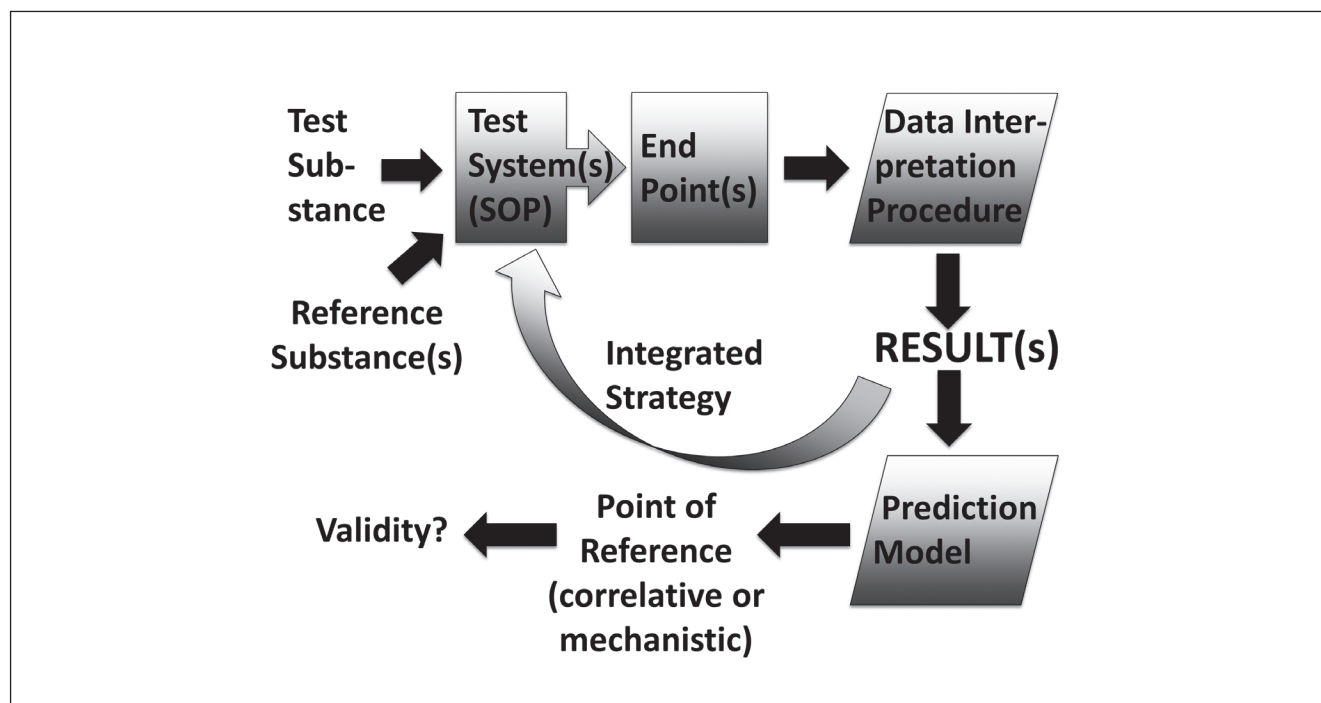 Test
Sub-
stance
Test
System(s)
(SOP)
End
Point(s)
Data Inter-
pretation
Procedure
Reference
Substance(s)
Integrated
Strategy
RESULT(s)
Prediction
Model
Point of
Reference
(correlative or
mechanistic)
Validity?